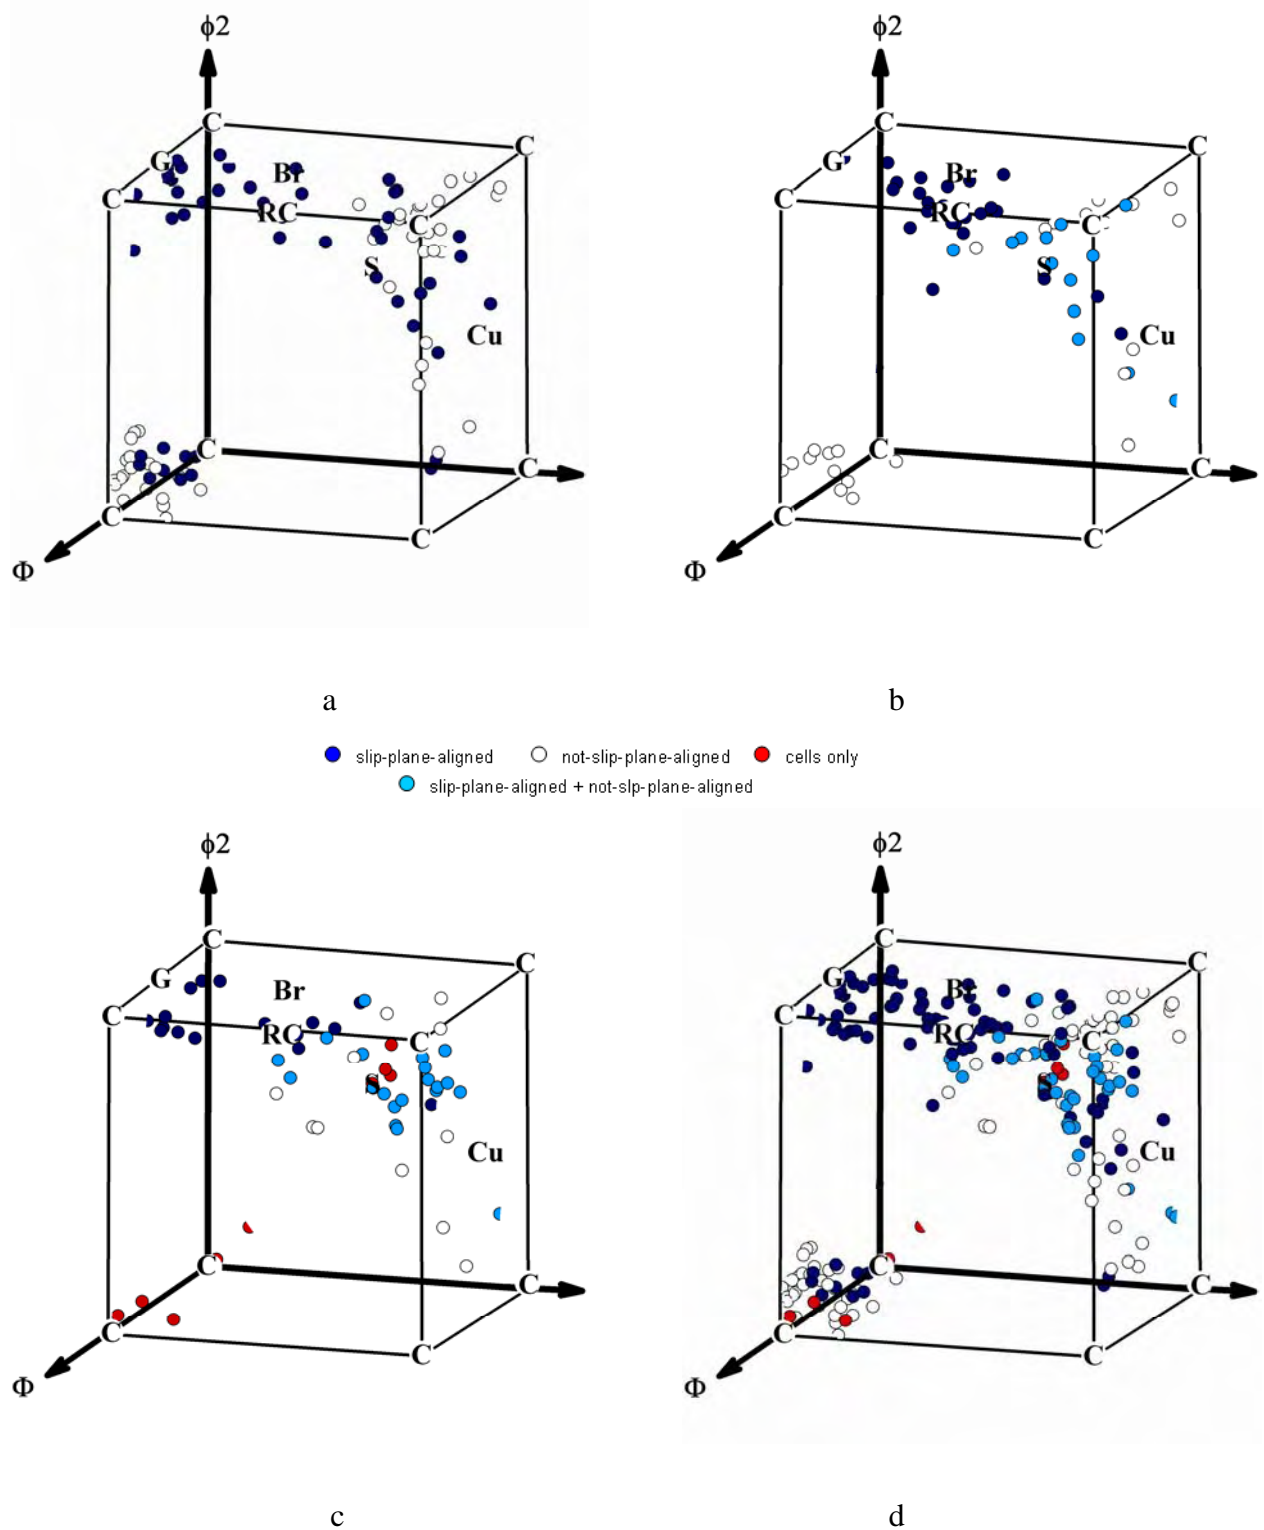 ϕ2 ϕ2
C C
G Br C G Br C
C RC C C RC C
S S
Cu Cu
C C C C
C C C C
Φ Φ
a b
slip-plane-aligned not-slip-plane-aligned cells only
slip-plane-aligned + not-slp-plane-aligned
ϕ2 ϕ2
C C
G Br C G Br C
C RC C C RC C
S S
Cu Cu
C C C C
C C C C
Φ Φ
c d